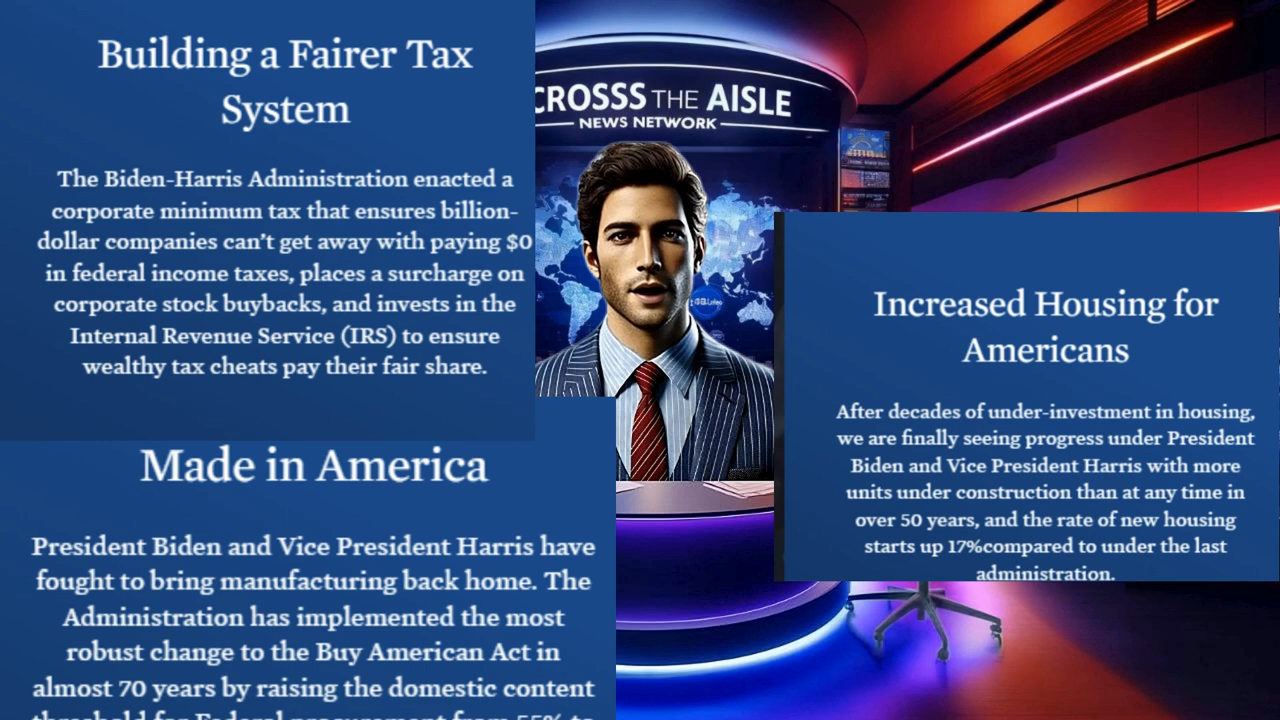 Building a Fairer Tax
System
The Biden-Harris Administration enacted a
corporate minimum tax that ensures billion-
dollar companies can’t get away with paying $0
in federal income taxes, places a surcharge on
corporate stock buybacks, and invests in the
Internal Revenue Service (IRS) to ensure
wealthy tax cheats pay their fair share.
CROSSS THE AISLE
NEWS NETWORK
Made in America
President Biden and Vice President Harris have
fought to bring manufacturing back home. The
Administration has implemented the most
robust change to the Buy American Act in
almost 70 years by raising the domestic content
threshold for Federal procurement from 55% to
Increased Housing for
Americans
After decades of under-investment in housing,
we are finally seeing progress under President
Biden and Vice President Harris with more
units under construction than at any time in
over 50 years, and the rate of new housing
starts up 17%compared to under the last
administration.